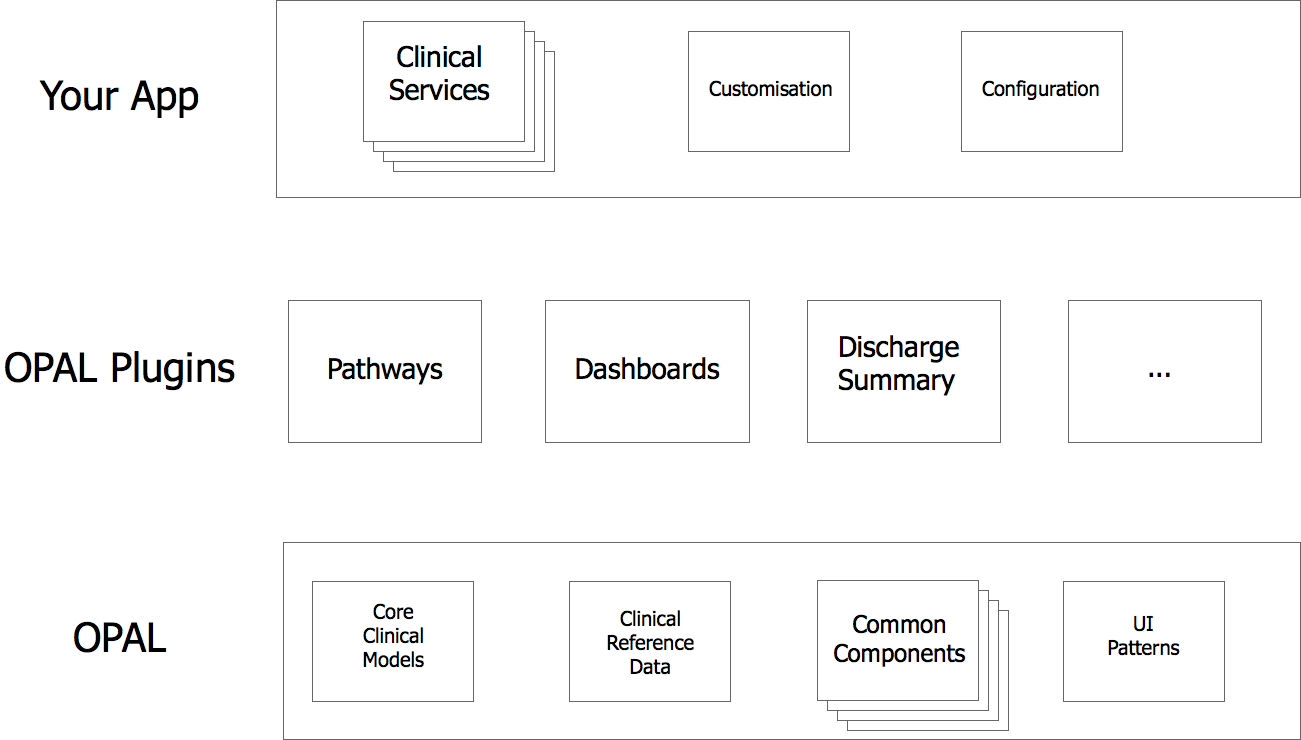 Your App
Clinical
Services
Customisation
Configuration
OPAL Plugins
Pathways
Dashboards
Discharge
Summary
...
OPAL
Core
Clinical
Models
Clinical
Reference
Data
Common
Components
UI
Patterns